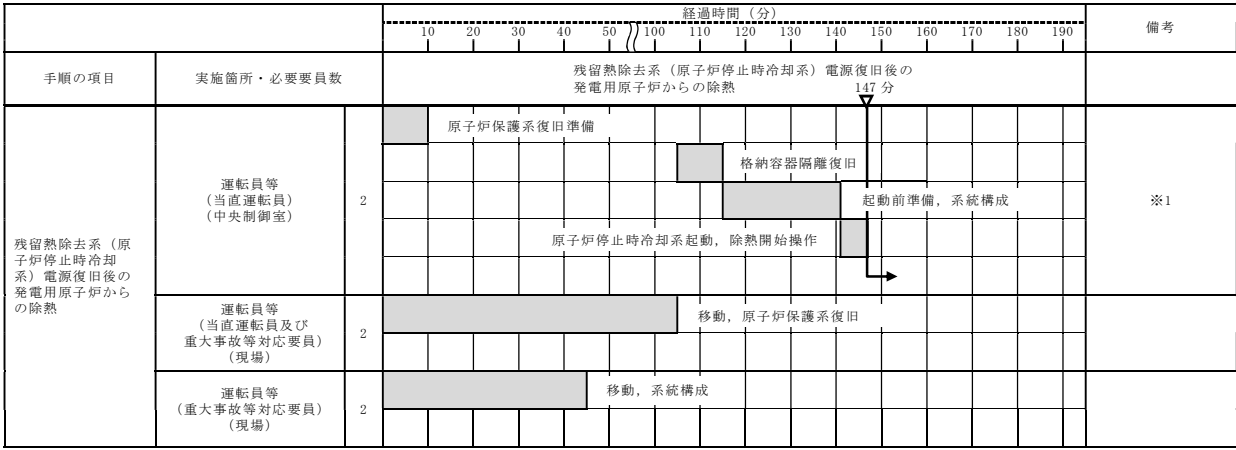 経過時間（分）
備考
10 20 30 40 50 100 110 120 130 140 150 160 170 180 190
手順の項目
実施箇所・必要要員数
残留熱除去系（原子炉停止時冷却系）電源復旧後の
発電用原子炉からの除熱
147 分
残留熱除去系（原
子炉停止時冷却
系）電源復旧後の
発電用原子炉から
の除熱
運転員等
（当直運転員）
（中央制御室）
2
原子炉保護系復旧準備
格納容器隔離復旧
起動前準備，系統構成
原子炉停止時冷却系起動，除熱開始操作
※1
運転員等
（当直運転員及び
重大事故等対応要員）
（現場）
2
移動，原子炉保護系復旧
運転員等
（重大事故等対応要員）
（現場）
2
移動，系統構成